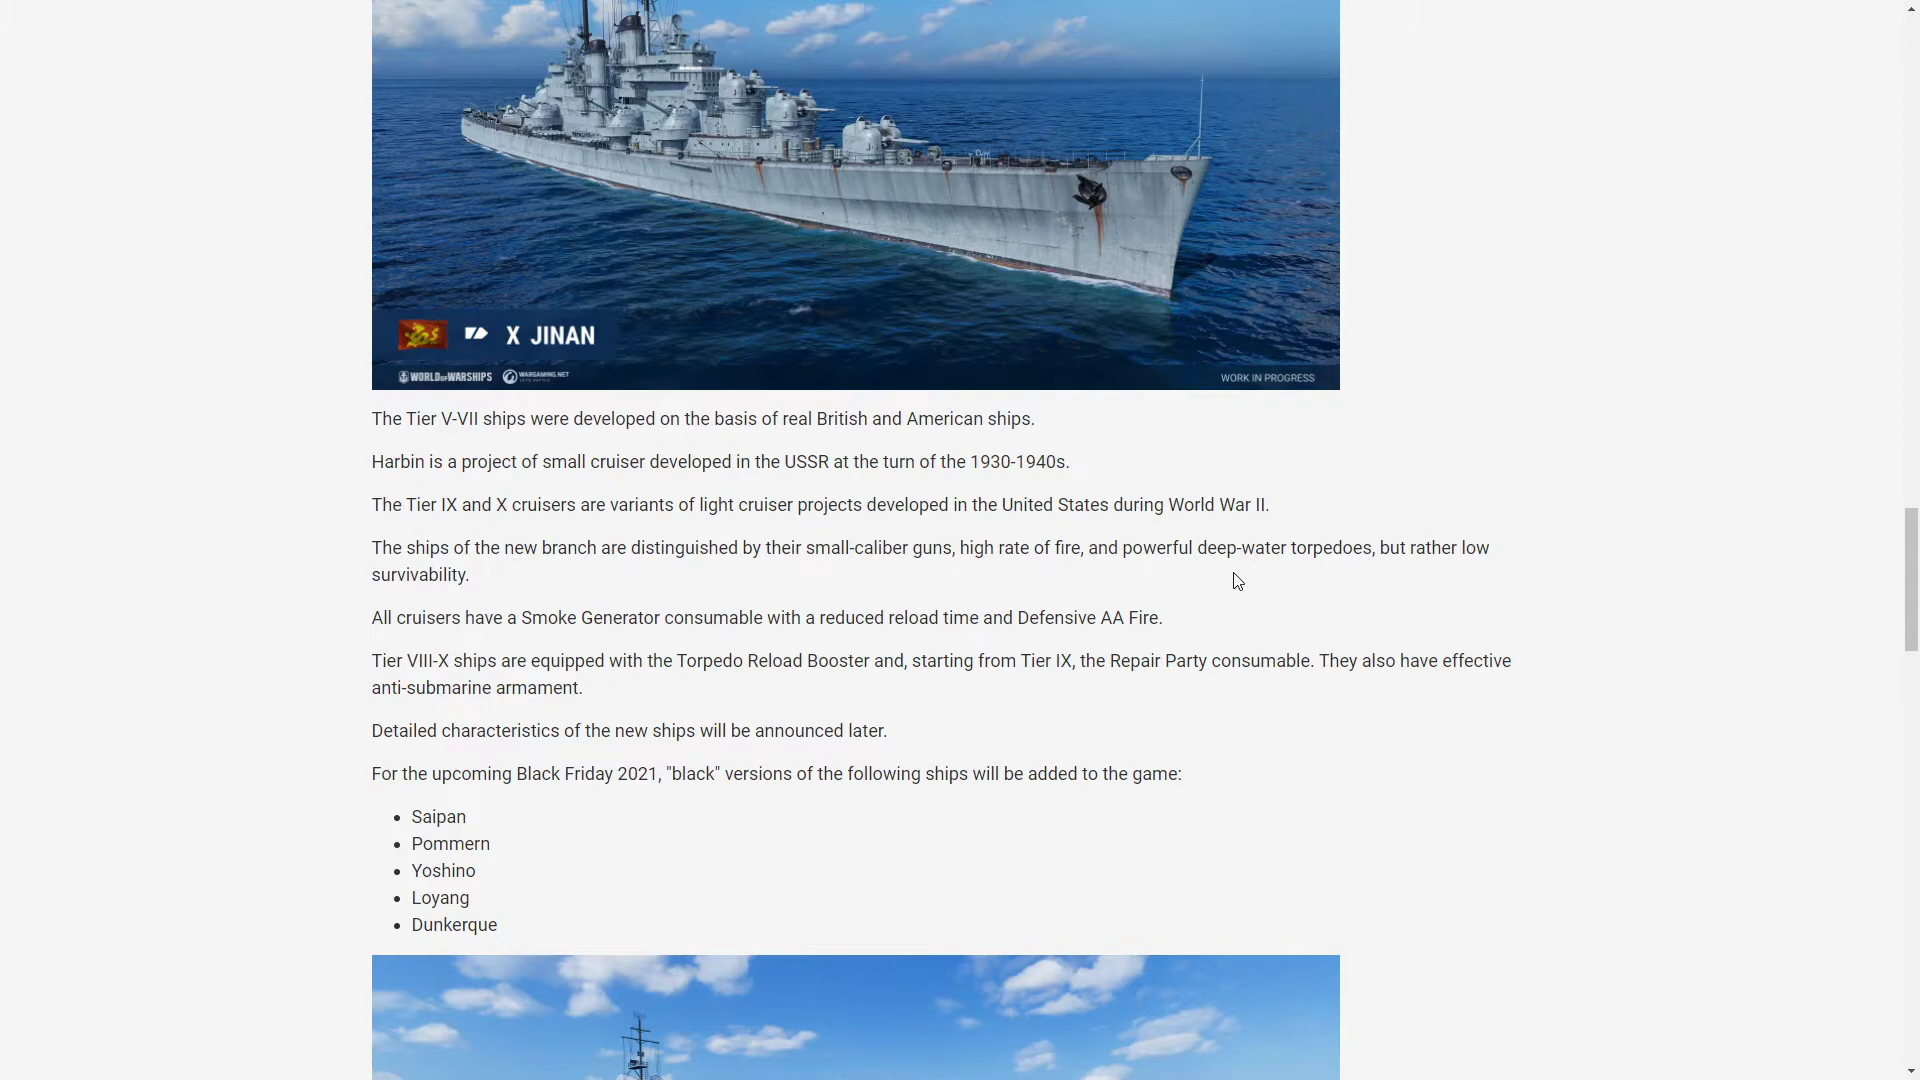 X JINAN
WORLD OF WARSHIPS WARGAMING.NET
WORK IN PROGRESS
The Tier V-VII ships were developed on the basis of real British and American ships.
Harbin is a project of small cruiser developed in the USSR at the turn of the 1930-1940s.
The Tier IX and X cruisers are variants of light cruiser projects developed in the United States during World War II.
The ships of the new branch are distinguished by their small-caliber guns, high rate of fire, and powerful deep-water torpedoes, but rather low
survivability.
All cruisers have a Smoke Generator consumable with a reduced reload time and Defensive AA Fire.
Tier VIII-X ships are equipped with the Torpedo Reload Booster and, starting from Tier IX, the Repair Party consumable. They also have effective
anti-submarine armament.
Detailed characteristics of the new ships will be announced later.
For the upcoming Black Friday 2021, "black" versions of the following ships will be added to the game:
• Saipan
• Pommern
• Yoshino
• Loyang
• Dunkerque